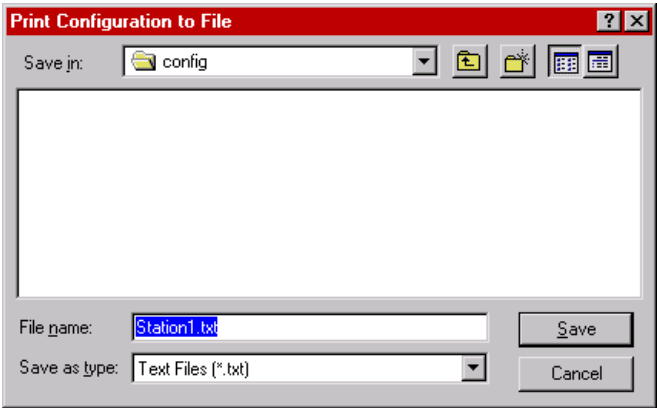 Print Configuration to File
Save in: config
File name: Station1.txt Save
Save as type: Text Files (*.txt) Cancel